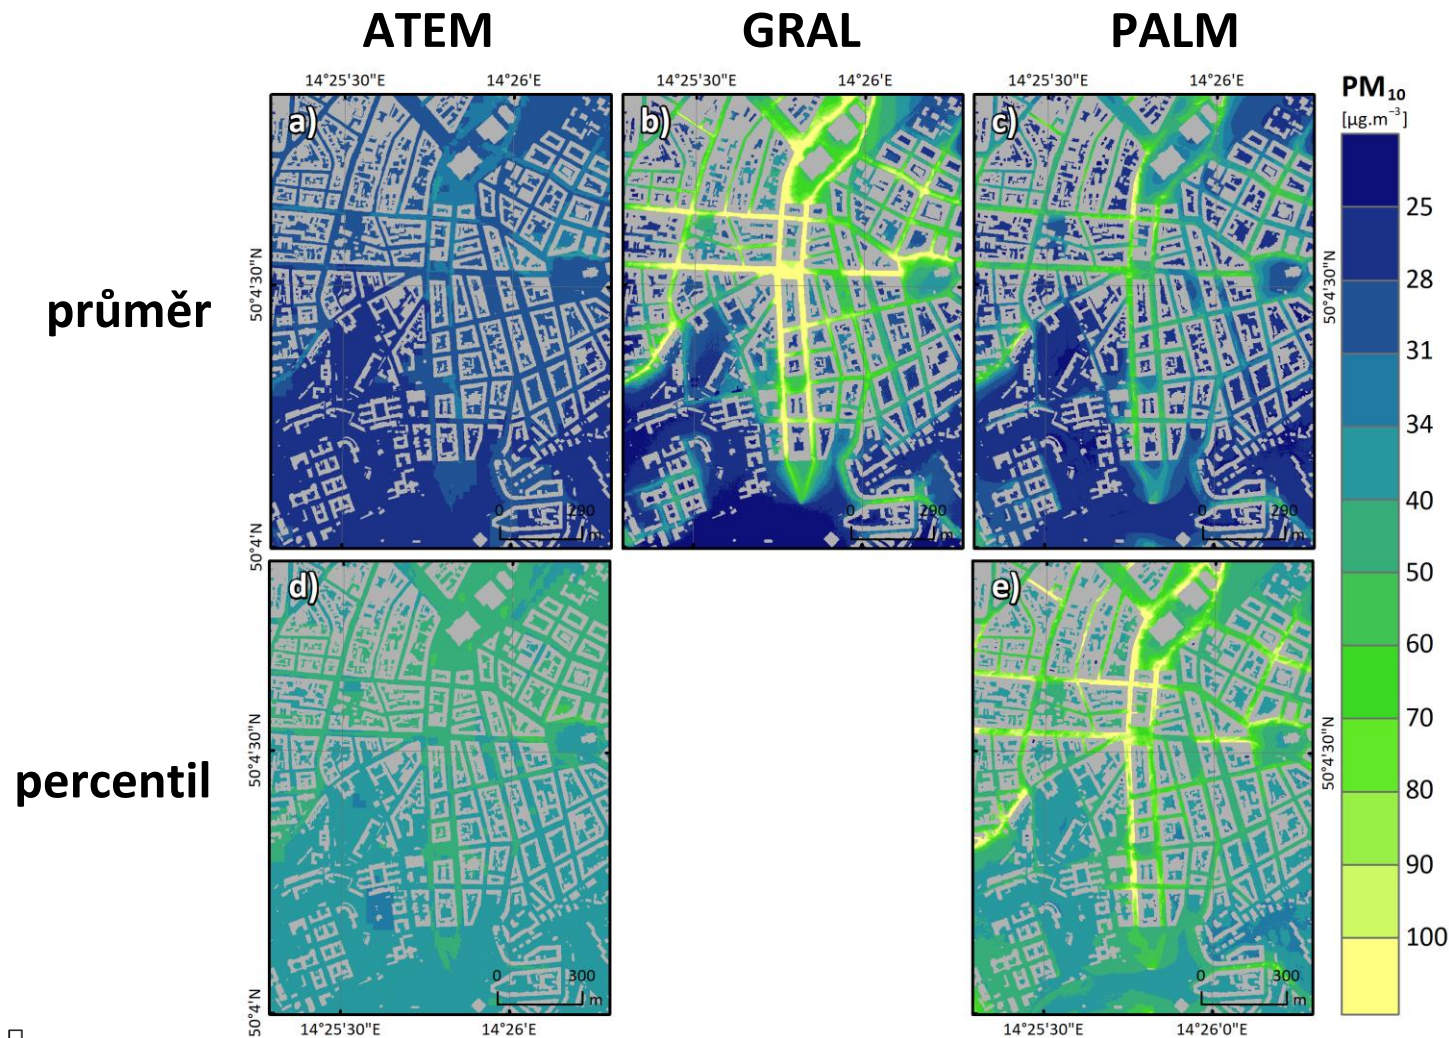 ATEM GRAL PALM
14°25'30"E 14°26'E 14°25'30"E 14°26'E 14°25'30"E 14°26'E
PM₁₀
[µg.m⁻³]
a) b) c)
průměr
50°4'30"N
50°4'N
50°4'30"N
0 290
m
0 290
m
0 290
m
d) e)
percentil
50°4'30"N
50°4'N
50°4'30"N
0 300
m
0 300
m
14°25'30"E 14°26'E 14°25'30"E 14°26'0"E
25
28
31
34
40
50
60
70
80
90
100